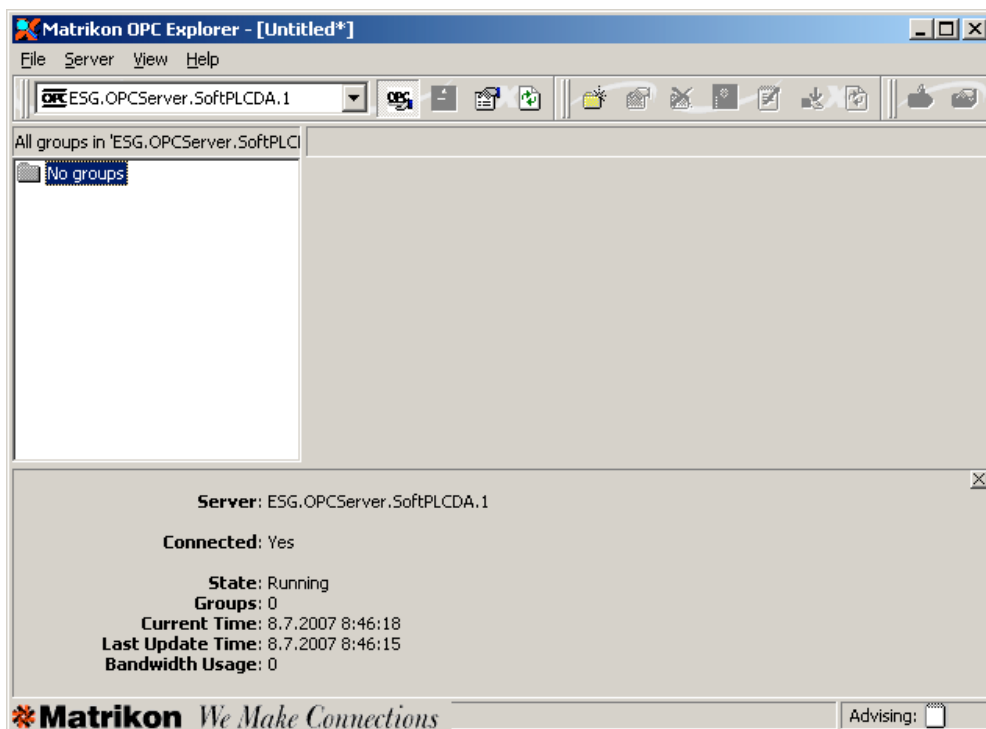 Matrikon OPC Explorer - [Untitled*]
File Server View Help
OPC ESG.OPCServer.SoftPLCDA.1
OPC
All groups in 'ESG.OPCServer.SoftPLCI
No groups
Server: ESG.OPCServer.SoftPLCDA.1
Connected: Yes
State: Running
Groups: 0
Current Time: 8.7.2007 8:46:18
Last Update Time: 8.7.2007 8:46:15
Bandwidth Usage: 0
Matrikon We Make Connections
Advising: